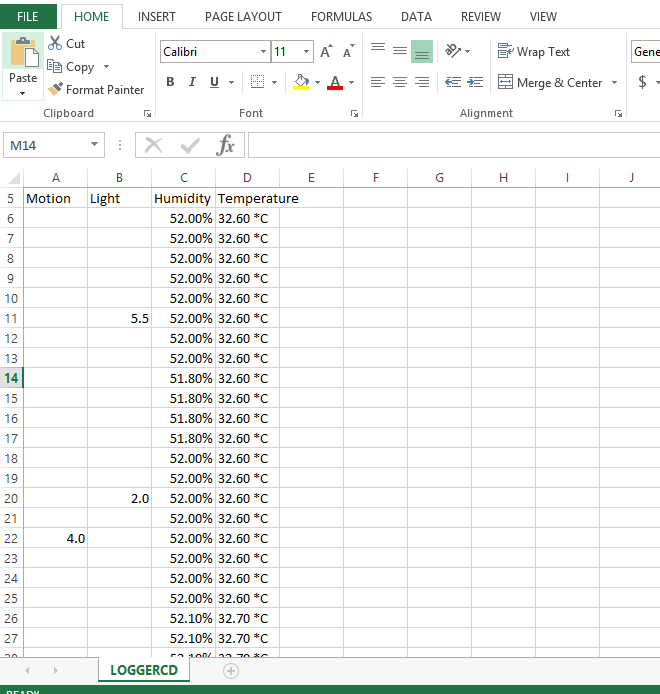 FILE HOME INSERT PAGE LAYOUT FORMULAS DATA REVIEW VIEW
Cut
Copy
Format Painter
Paste
Calibri 11 A A
B I U A
Wrap Text
Merge & Center
Gene
$
Clipboard Font Alignment
M14 fx
A B C D E F G H I J
5 Motion Light Humidity Temperature
6 52.00% 32.60 *C
7 52.00% 32.60 *C
8 52.00% 32.60 *C
9 52.00% 32.60 *C
10 52.00% 32.60 *C
11 5.5 52.00% 32.60 *C
12 52.00% 32.60 *C
13 52.00% 32.60 *C
14 51.80% 32.60 *C
15 51.80% 32.60 *C
16 51.80% 32.60 *C
17 51.80% 32.60 *C
18 52.00% 32.60 *C
19 52.00% 32.60 *C
20 2.0 52.00% 32.60 *C
21 52.00% 32.60 *C
22 4.0 52.00% 32.60 *C
23 52.00% 32.60 *C
24 52.00% 32.60 *C
25 52.00% 32.60 *C
26 52.10% 32.70 *C
27 52.10% 32.70 *C
28 52.10% 32.70 *C
LOGGERCD
READY